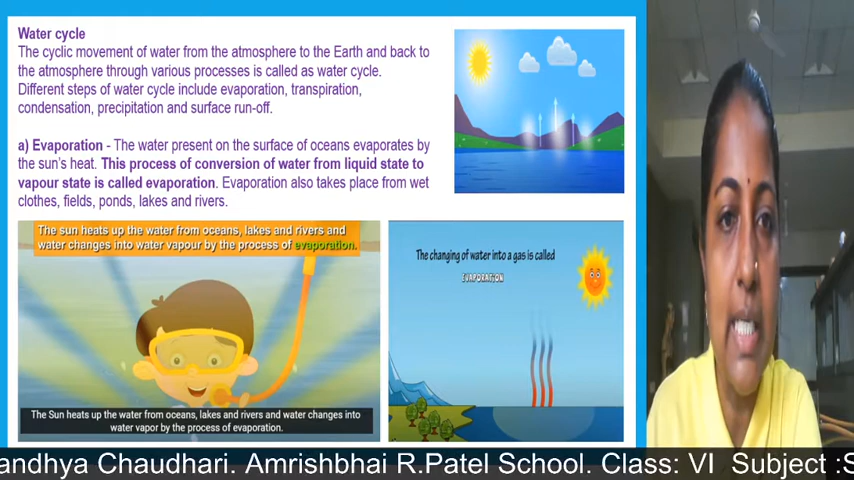 Water cycle
The cyclic movement of water from the atmosphere to the Earth and back to
the atmosphere through various processes is called as water cycle.
Different steps of water cycle include evaporation, transpiration,
condensation, precipitation and surface run-off.
a) Evaporation - The water present on the surface of oceans evaporates by
the sun's heat. This process of conversion of water from liquid state to
vapour state is called evaporation. Evaporation also takes place from wet
clothes, fields, ponds, lakes and rivers.
The sun heats up the water from oceans, lakes and rivers and
water changes into water vapour by the process of evaporation.
The Sun heats up the water from oceans, lakes and rivers and water changes into
water vapor by the process of evaporation.
The changing of water into a gas is called
EVAPORATION
andhya Chaudhari. Amrishbhai R.Patel School. Class: VI Subject :S